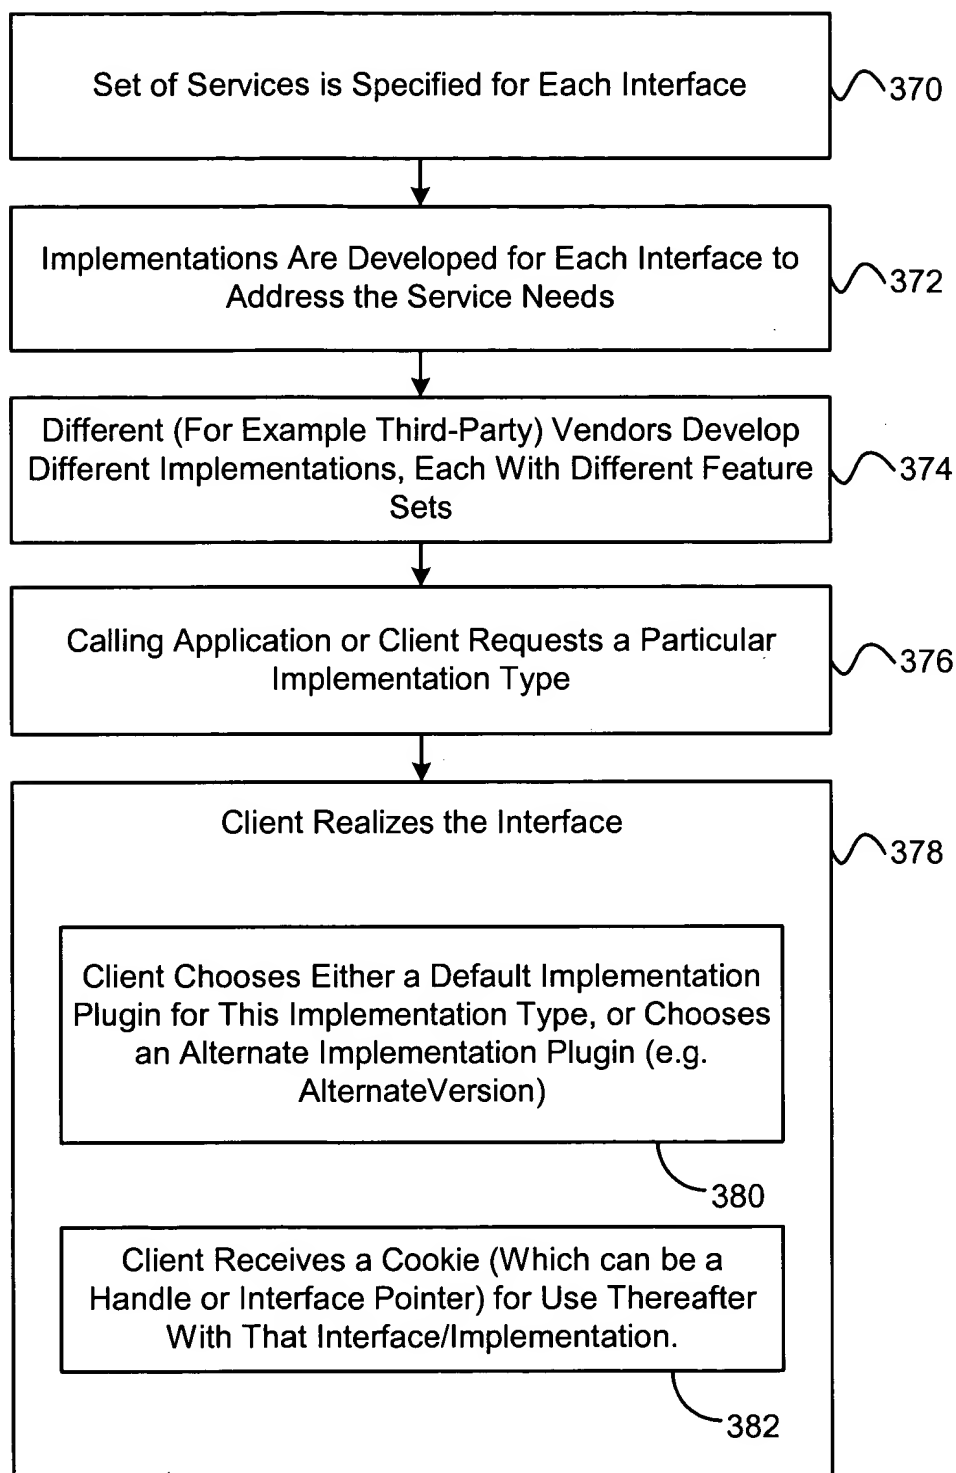 Set of Services is Specified for Each Interface
370
Implementations Are Developed for Each Interface to
Address the Service Needs
372
Different (For Example Third-Party) Vendors Develop
Different Implementations, Each With Different Feature
Sets
374
Calling Application or Client Requests a Particular
Implementation Type
376
Client Realizes the Interface
378
Client Chooses Either a Default Implementation
Plugin for This Implementation Type, or Chooses
an Alternate Implementation Plugin (e.g.
AlternateVersion)
380
Client Receives a Cookie (Which can be a
Handle or Interface Pointer) for Use Thereafter
With That Interface/Implementation.
382